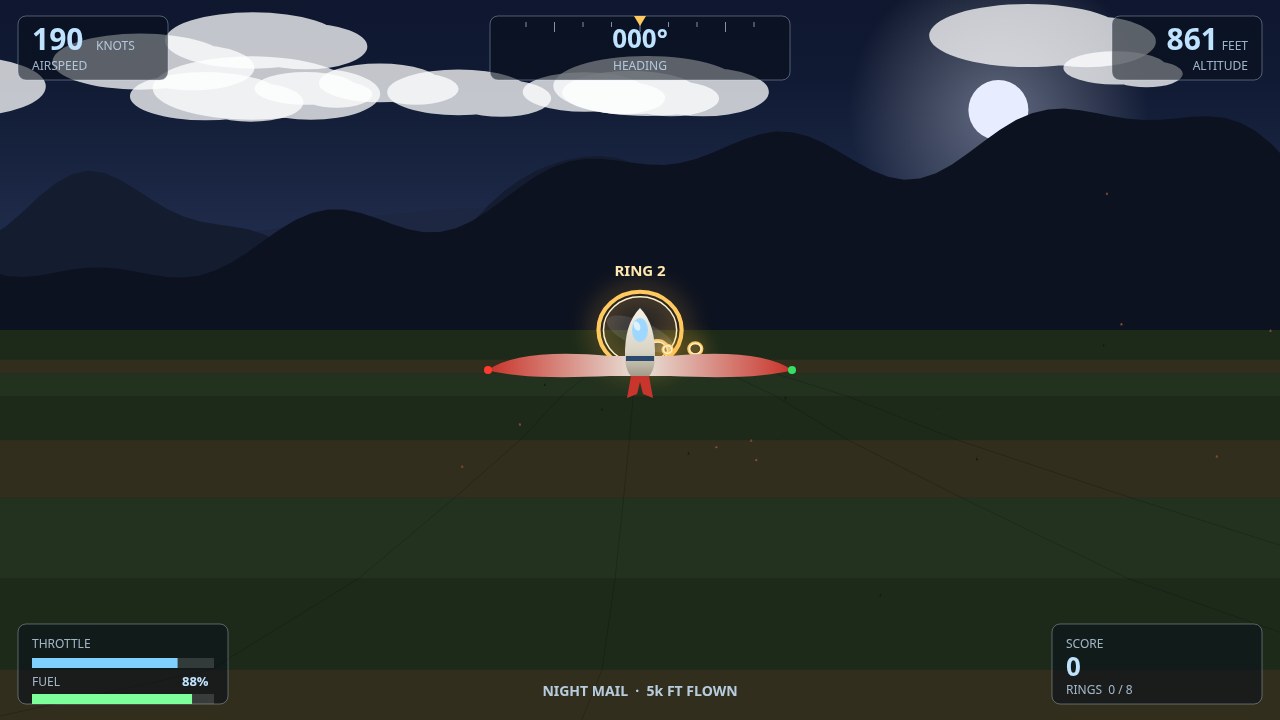 190 KNOTS
AIRSPEED
000°
HEADING
861 FEET
ALTITUDE
RING 2
THROTTLE
FUEL 88%
NIGHT MAIL · 5k FT FLOWN
SCORE
0
RINGS 0 / 8